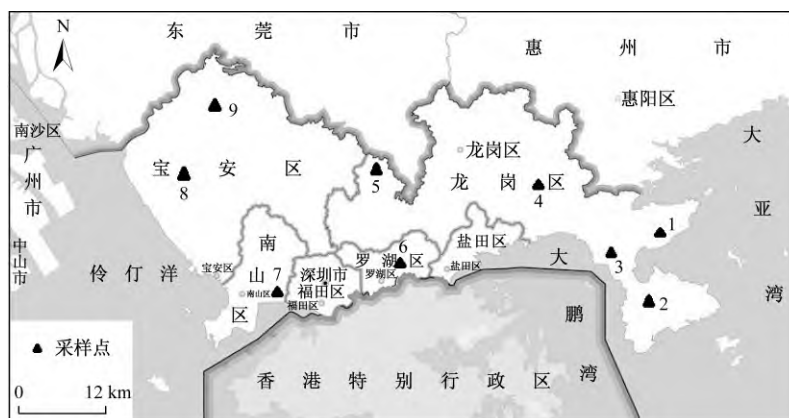 东莞市
惠州市
N
惠阳区
南沙区
广州市
中山市
9
宝安区
8
5
龙岗区
龙岗区
4
大亚湾
1
3
2
南山区
宝安区
南山区
7
深圳市
福田区
福田区
罗湖区
6
罗湖区
盐田区
盐田区
大鹏湾
伶仃洋
香港特别行政区
采样点
0 12 km